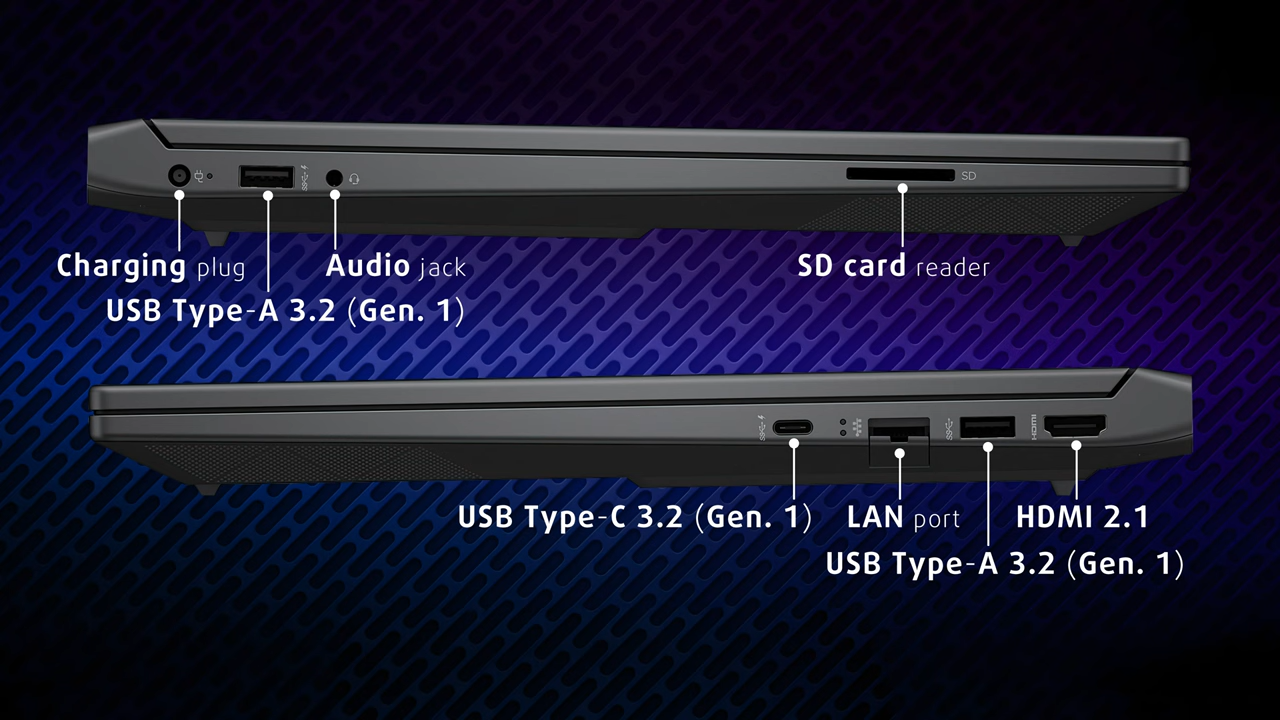 SD
Charging plug
Audio jack
SD card reader
USB Type-A 3.2 (Gen. 1)
HDMI
USB Type-C 3.2 (Gen. 1)
LAN port
HDMI 2.1
USB Type-A 3.2 (Gen. 1)